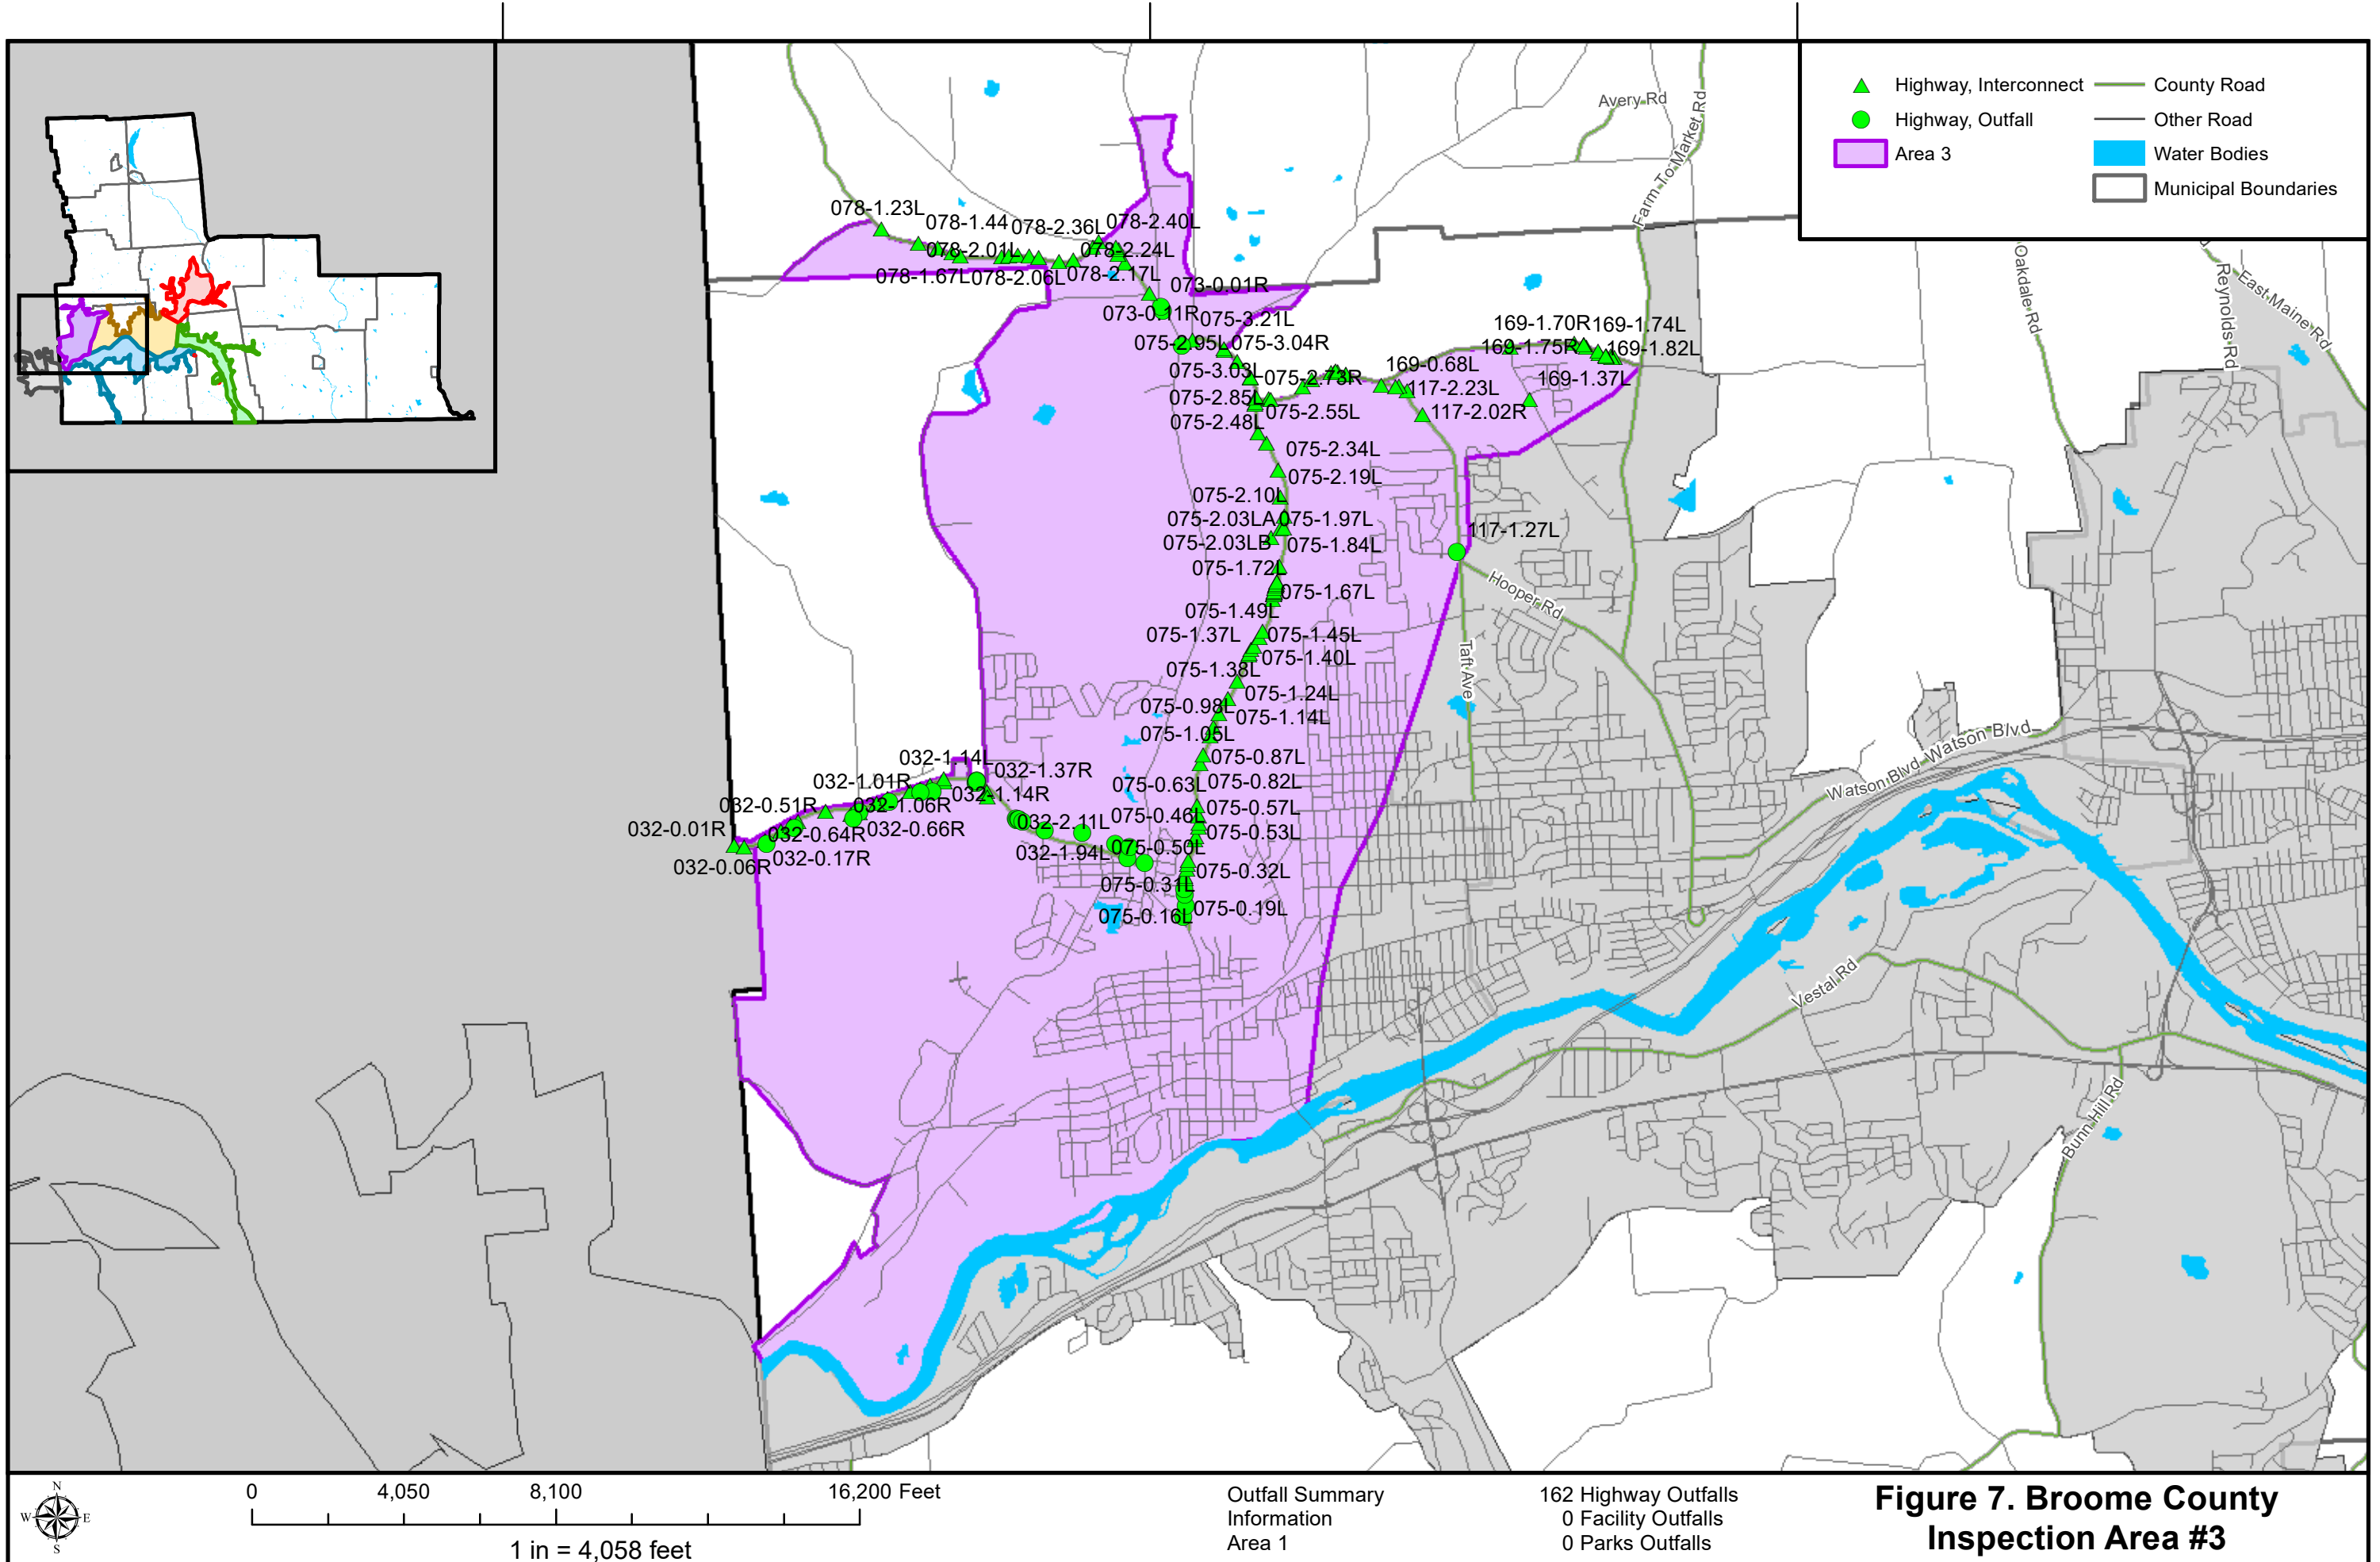 Highway, Interconnect
Highway, Outfall
Area 3
County Road
Other Road
Water Bodies
Municipal Boundaries
Avery Rd
Farm To Market Rd
Oakdale Rd
Reynolds Rd
East Maine Rd
078-1.23L
078-1.44
078-2.36L
078-2.40L
078-2.01L
078-2.24L
078-1.67L
078-2.06L
078-2.17L
073-0.01R
073-0.11R
075-3.21L
075-2.95L
075-3.04R
075-3.03L
075-2.73R
075-2.85L
075-2.55L
075-2.48L
169-1.70R
169-1.74L
169-1.75R
169-1.82L
169-0.68L
169-1.37L
117-2.23L
117-2.02R
075-2.34L
075-2.19L
075-2.10L
075-2.03LA
075-1.97L
075-2.03LB
075-1.84L
117-1.27L
075-1.72L
075-1.67L
075-1.49L
Hooper Rd
075-1.37L
075-1.45L
075-1.40L
075-1.38L
Taft Ave
075-1.24L
075-0.98L
075-1.14L
075-1.05L
075-0.87L
075-0.63L
075-0.82L
075-0.46L
075-0.57L
075-0.53L
075-0.50L
075-0.32L
075-0.31L
075-0.19L
075-0.16L
032-1.14L
032-1.37R
032-1.01R
032-1.14R
032-0.51R
032-1.06R
032-0.01R
032-0.64R
032-0.66R
032-2.11L
032-1.94L
032-0.17R
032-0.06R
Watson Blvd
Watson Blvd
Vestal Rd
Bunn Hill Rd
N
W
E
S
0
4,050
8,100
16,200 Feet
1 in = 4,058 feet
Outfall Summary
Information
Area 1
162 Highway Outfalls
0 Facility Outfalls
0 Parks Outfalls
Figure 7. Broome County
Inspection Area #3